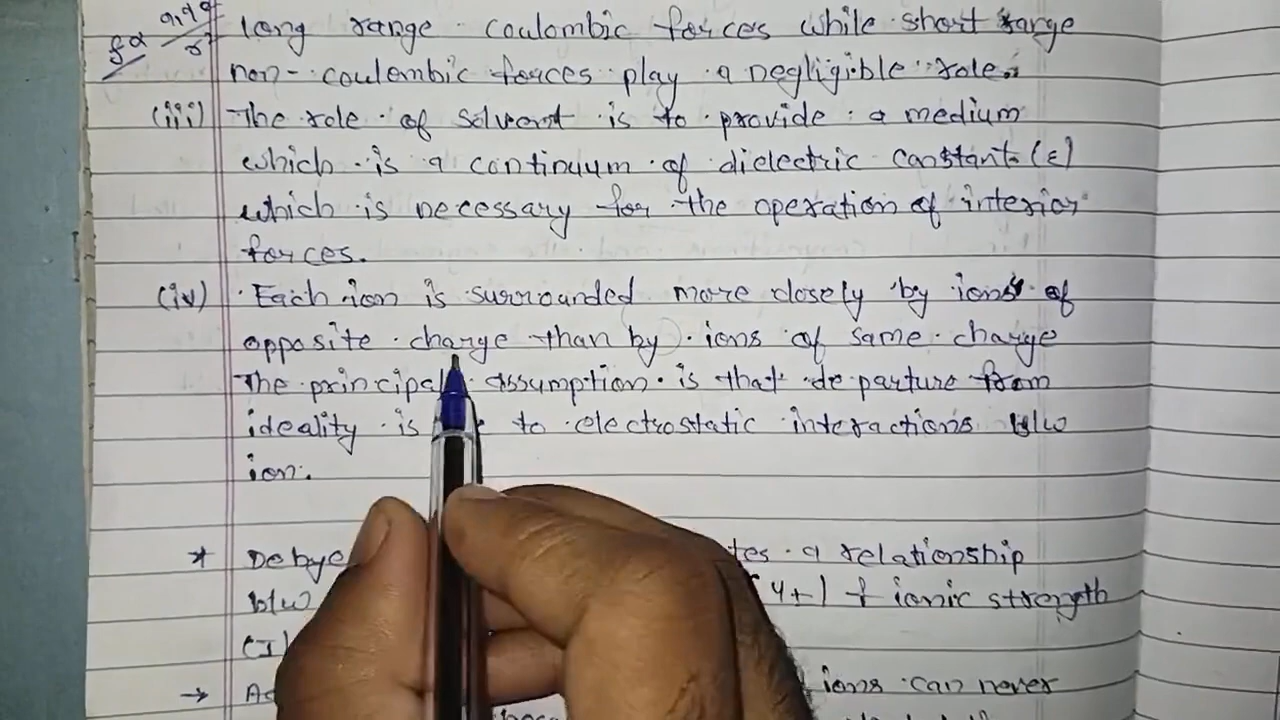 f α q1q2/r²
long range coulombic forces while short range
non-coulombic forces play a negligible role.
(iii) The role of solvent is to provide a medium
which is a continuum of dielectric constant (ε)
which is necessary for the operation of interior
forces.
(iv) Each ion is surrounded more closely by ions of
opposite charge than by ions of same charge
The principal assumption is that departure from
ideality is to electrostatic interactions b/w
ion.
* Debye a relationship
b/w ionic strength
(I)
→ ions can never